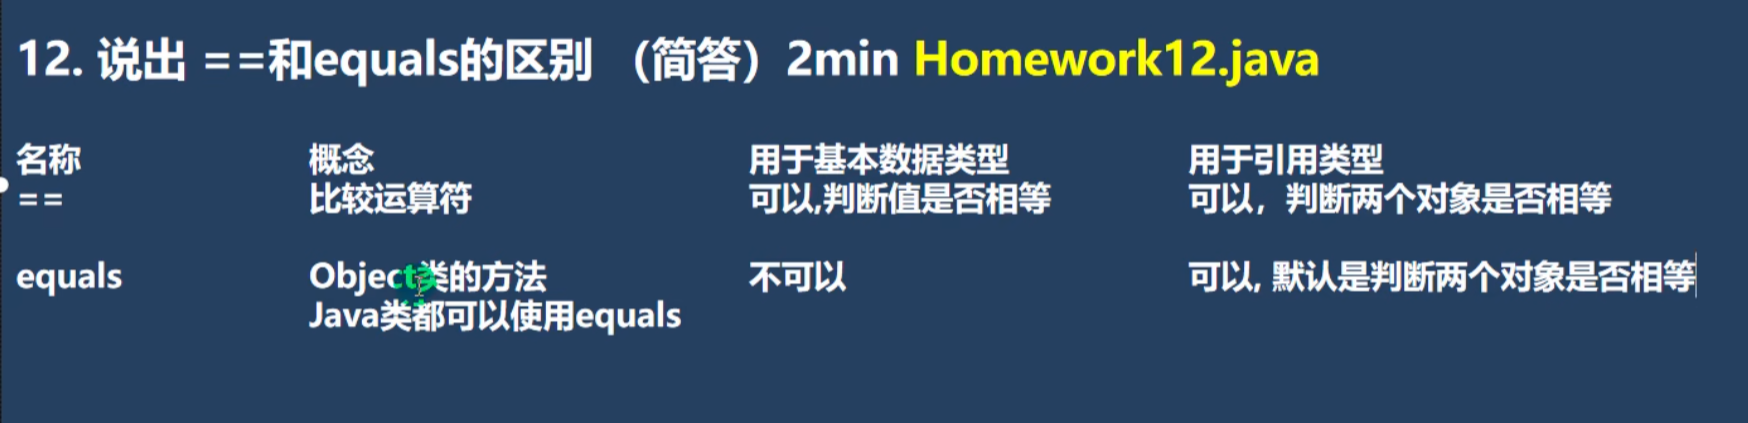 12. 说出 ==和equals的区别 （简答）2min Homework12.java
名称 概念 用于基本数据类型 用于引用类型
== 比较运算符 可以,判断值是否相等 可以，判断两个对象是否相等
equals Object类的方法 不可以 可以, 默认是判断两个对象是否相等
Java类都可以使用equals